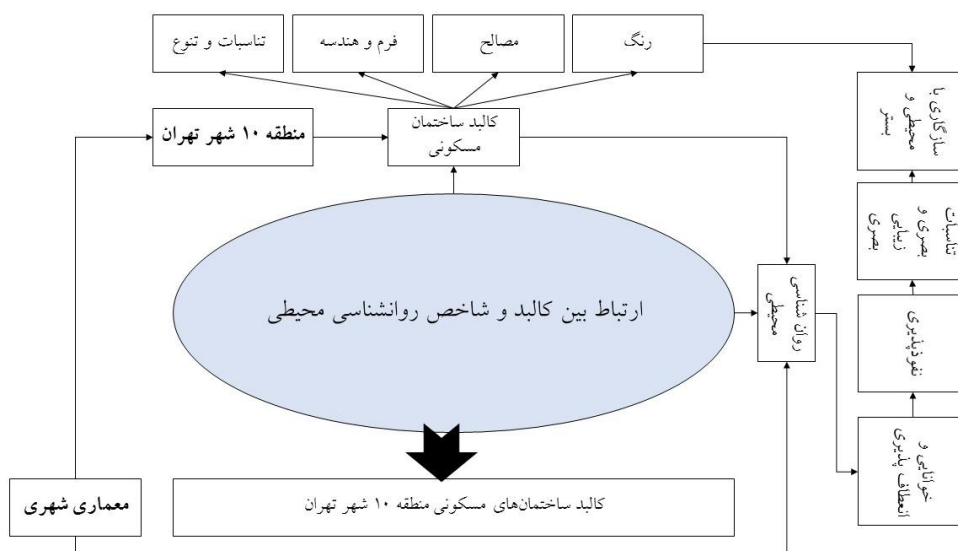 رنگ
مصالح
فرم و هندسه
تناسبات و تنوع
سازگاری با
محیطی و
بستر
منطقه ۱۰ شهر تهران
کالبد ساختمان
مسکونی
تناسبات
بصری و
زیبایی
بصری
ارتباط بین کالبد و شاخص روانشناسی محیطی
روان شناسی
محیطی
نفوذپذیری
خوانایی و
انعطاف پذیری
معماری شهری
کالبد ساختمان‌های مسکونی منطقه ۱۰ شهر تهران